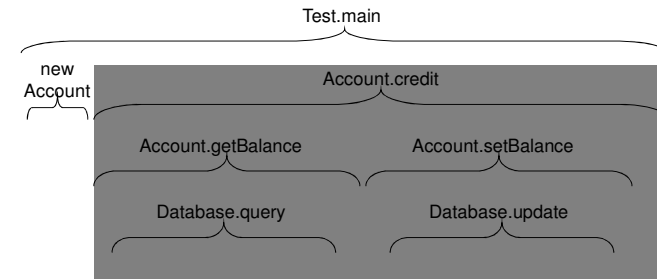 Test.main
new
Account
Account.credit
Account.getBalance
Account.setBalance
Database.query
Database.update